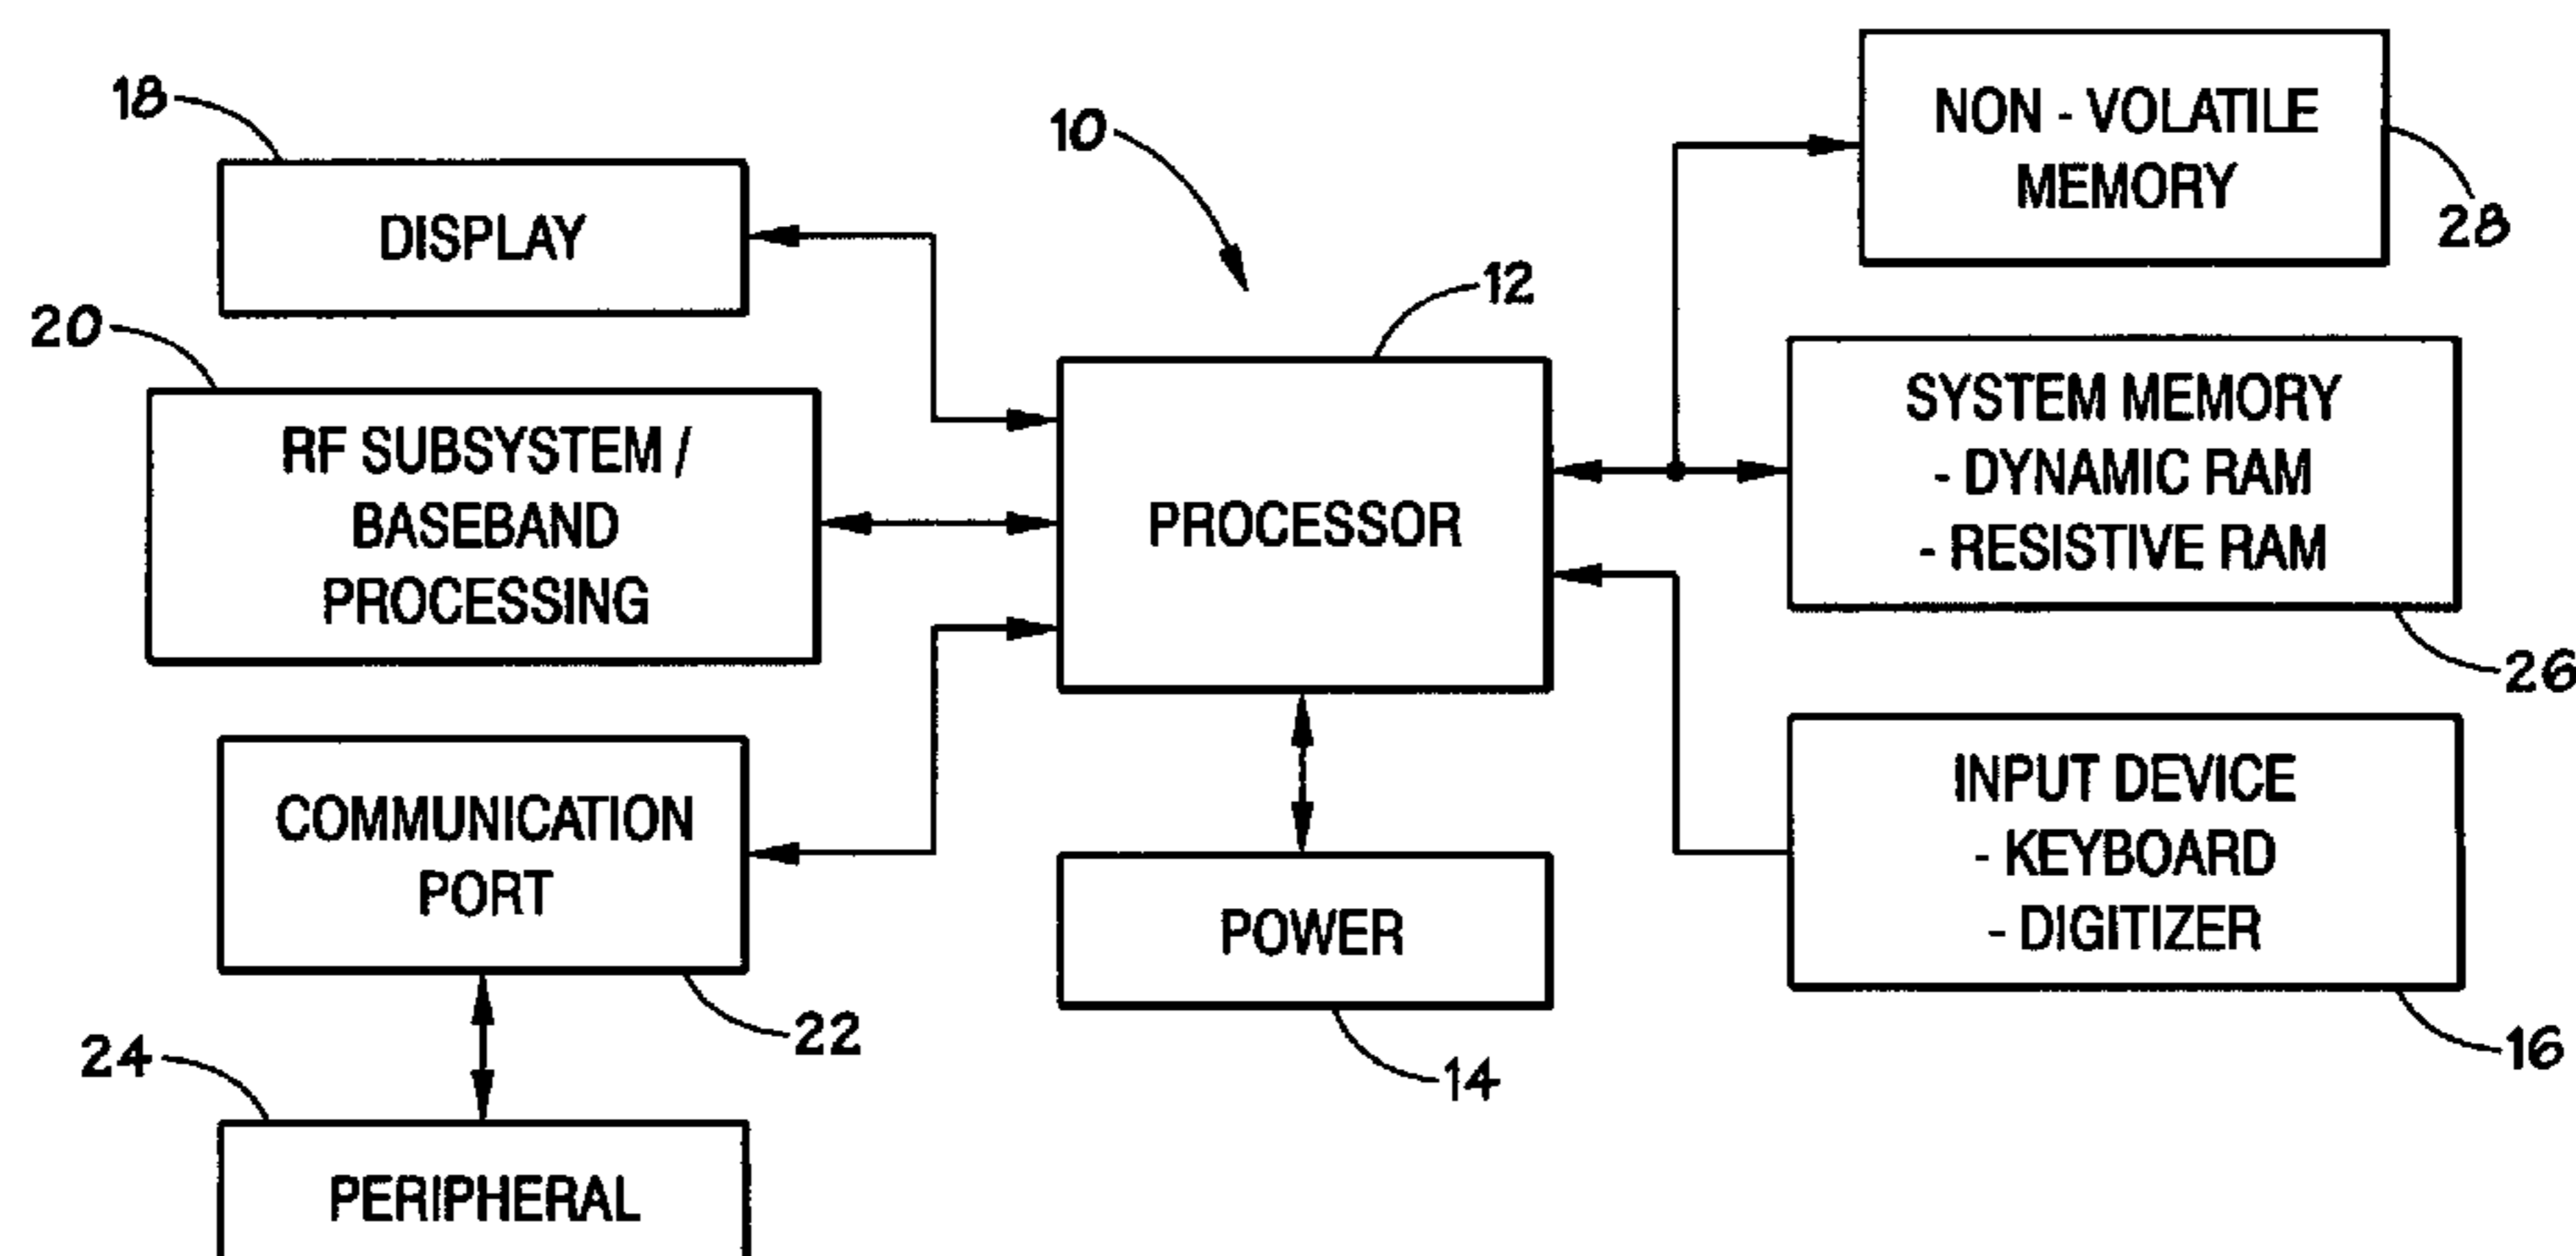 18
DISPLAY
20
RF SUBSYSTEM /
BASEBAND
PROCESSING
COMMUNICATION
PORT
22
24
PERIPHERAL
10
12
PROCESSOR
POWER
14
NON - VOLATILE
MEMORY
28
SYSTEM MEMORY
- DYNAMIC RAM
- RESISTIVE RAM
26
INPUT DEVICE
- KEYBOARD
- DIGITIZER
16